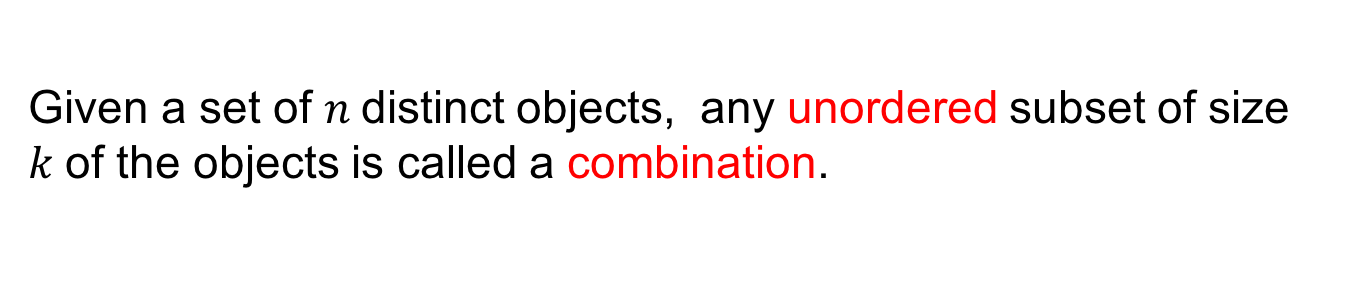 Given a set of n distinct objects,  any unordered subset of size
k of the objects is called a combination.